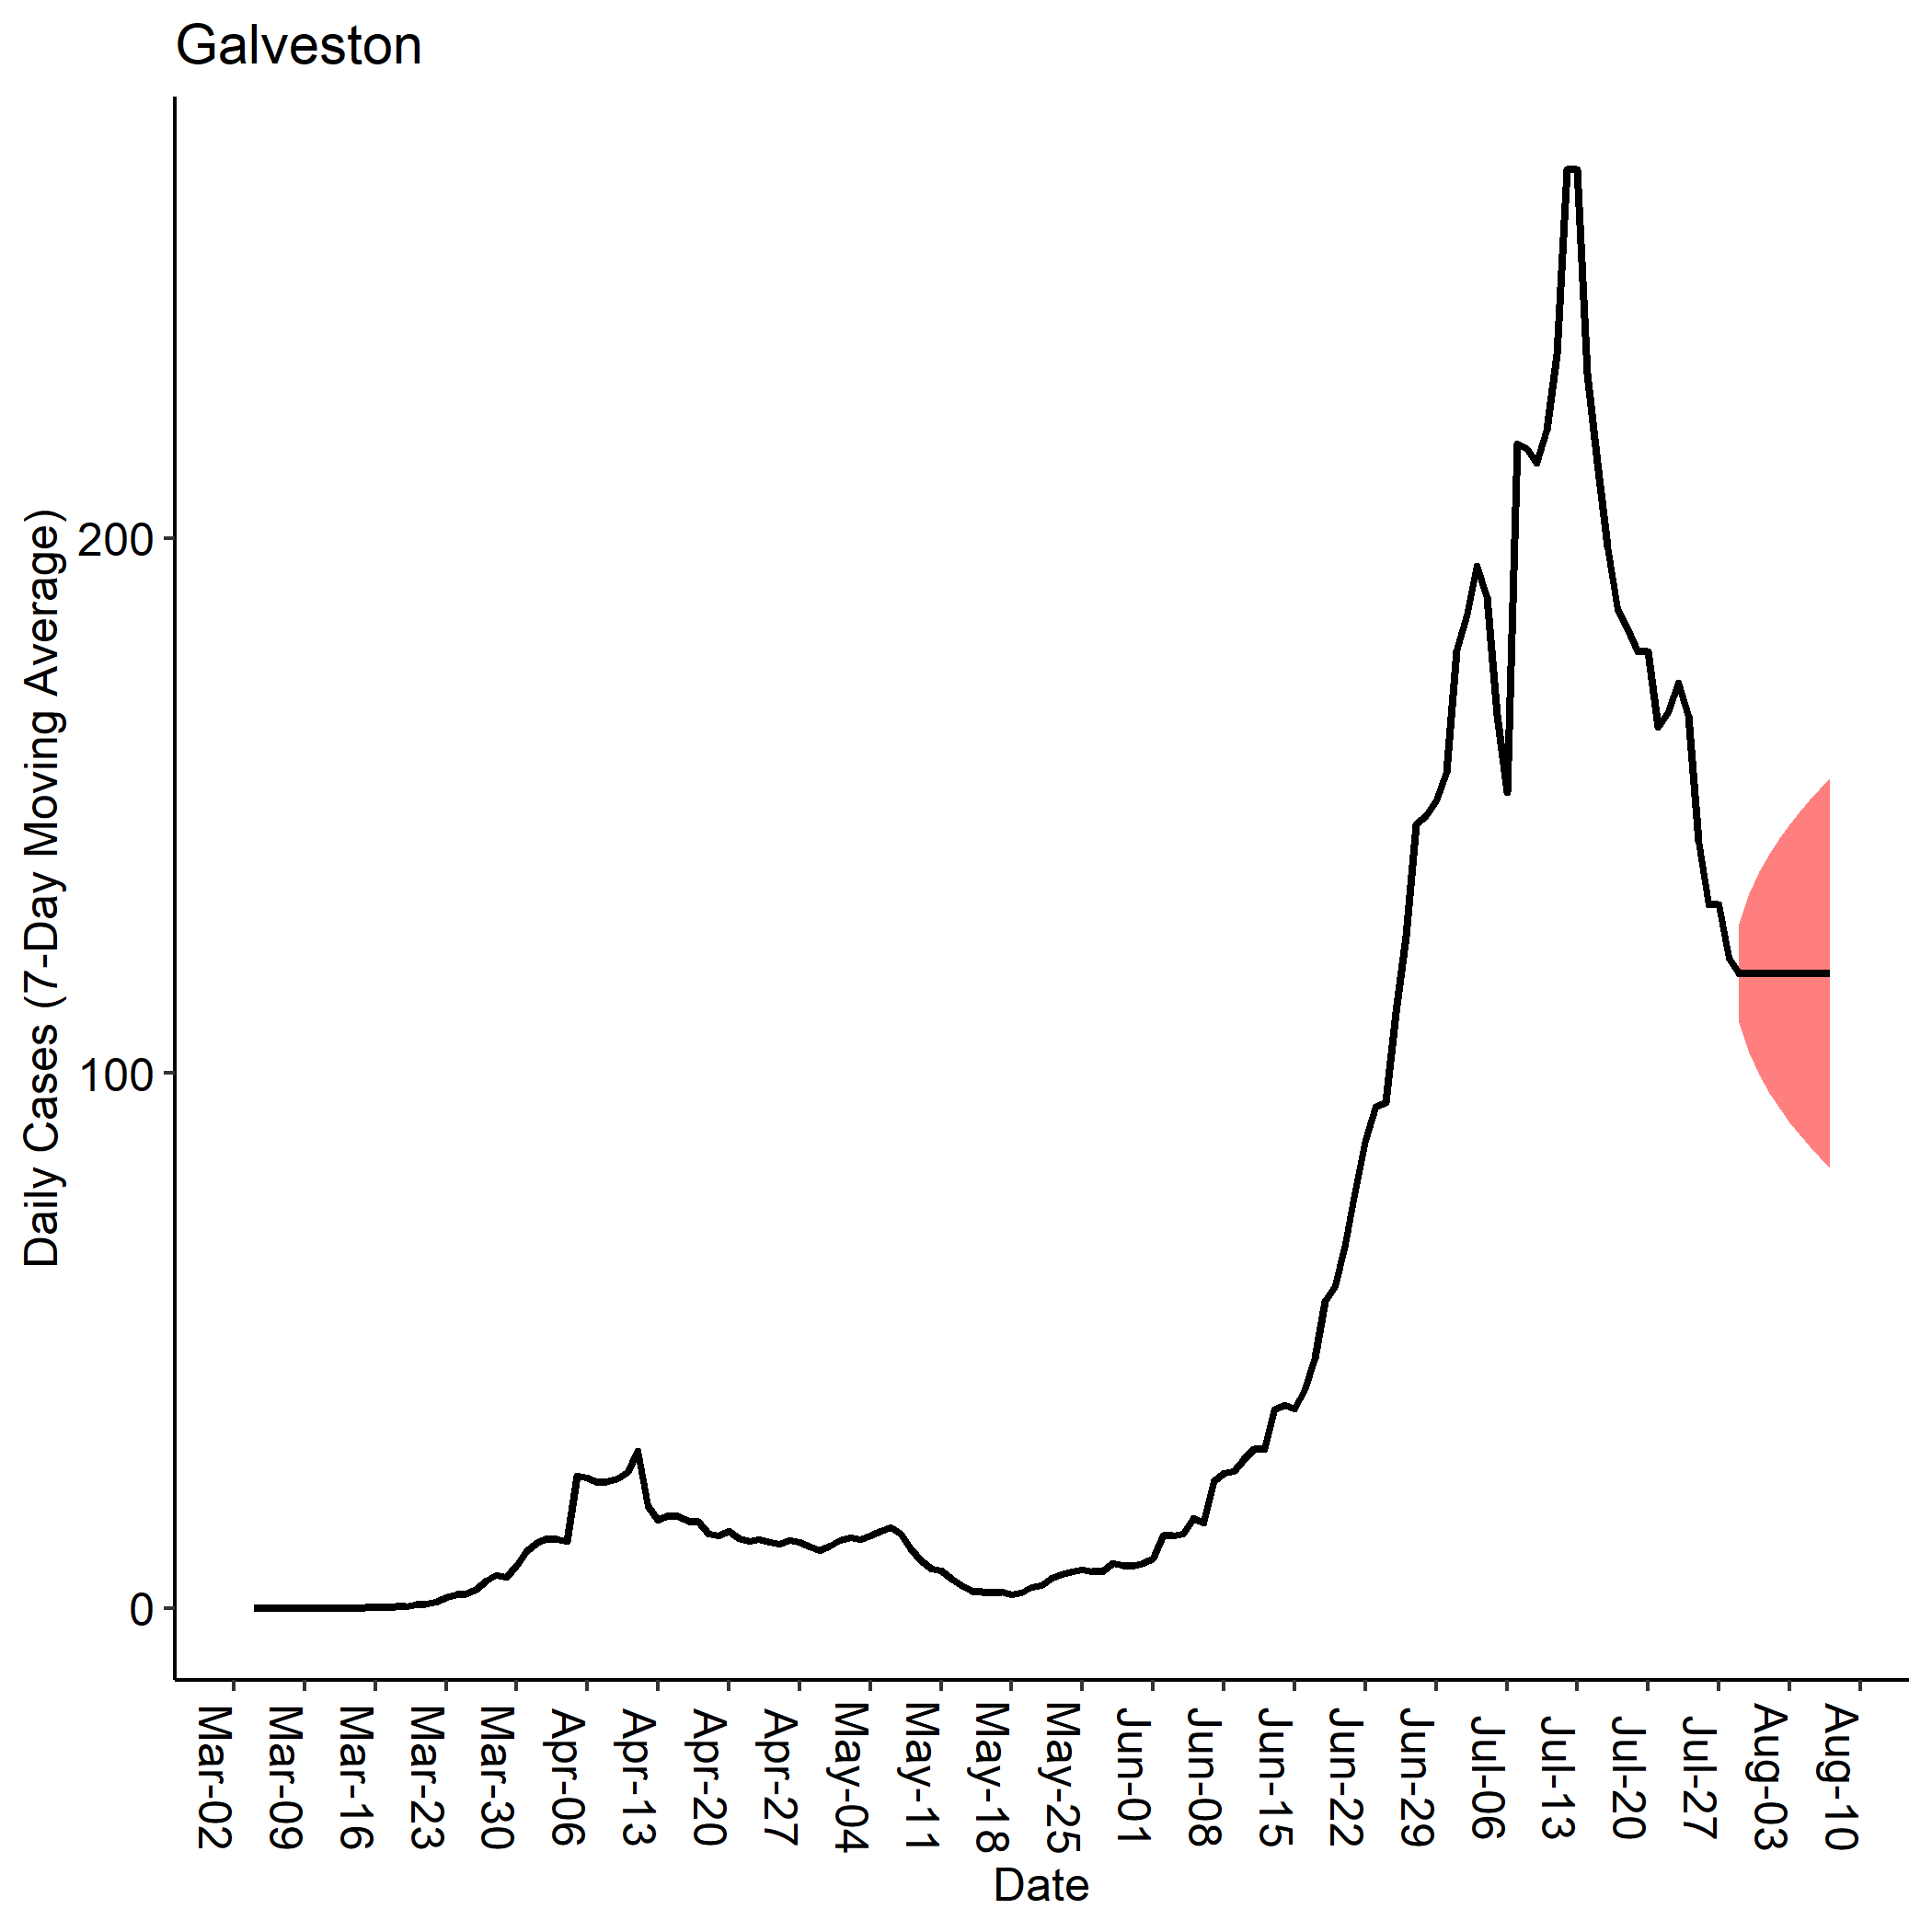 Galveston
Daily Cases (7-Day Moving Average)
200
100
0
Mar-02
Mar-09
Mar-16
Mar-23
Mar-30
Apr-06
Apr-13
Apr-20
Apr-27
May-04
May-11
May-18
May-25
Jun-01
Jun-08
Jun-15
Jun-22
Jun-29
Jul-06
Jul-13
Jul-20
Jul-27
Aug-03
Aug-10
Date